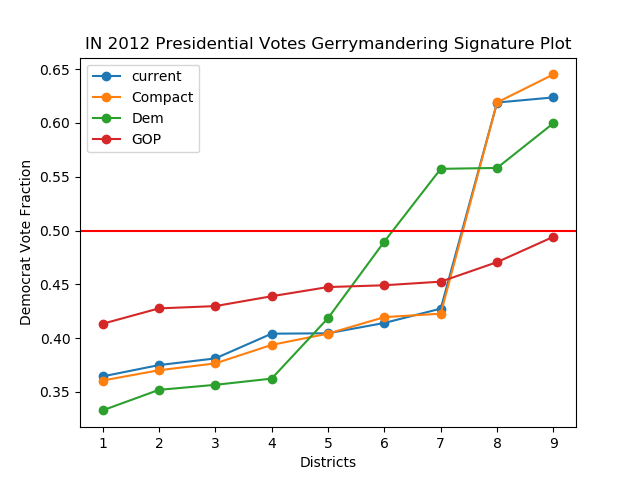 IN 2012 Presidential Votes Gerrymandering Signature Plot
current
Compact
Dem
GOP
0.65
0.60
0.55
0.50
0.45
0.40
0.35
Democrat Vote Fraction
1 2 3 4 5 6 7 8 9
Districts